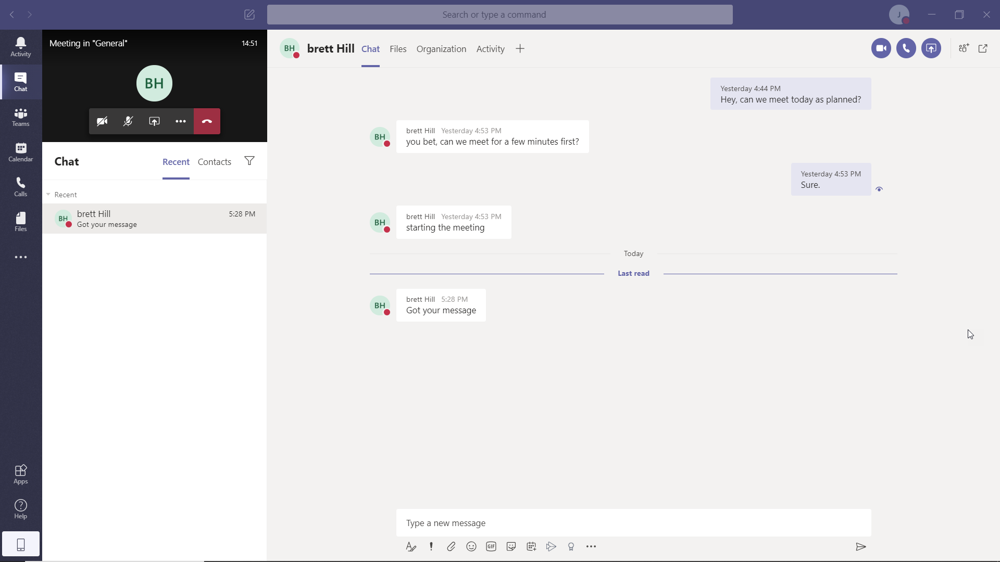 Search or type a command
J
Activity
Chat
Teams
Calendar
Calls
Files
Apps
Help
Meeting in "General"
14:51
BH
Chat
Recent
Contacts
Recent
BH
brett Hill
5:28 PM
Got your message
BH
brett Hill
Chat
Files
Organization
Activity
Yesterday 4:44 PM
Hey, can we meet today as planned?
BH
brett Hill Yesterday 4:53 PM
you bet, can we meet for a few minutes first?
Yesterday 4:53 PM
Sure.
BH
brett Hill Yesterday 4:53 PM
starting the meeting
Today
Last read
BH
brett Hill 5:28 PM
Got your message
Type a new message
GIF